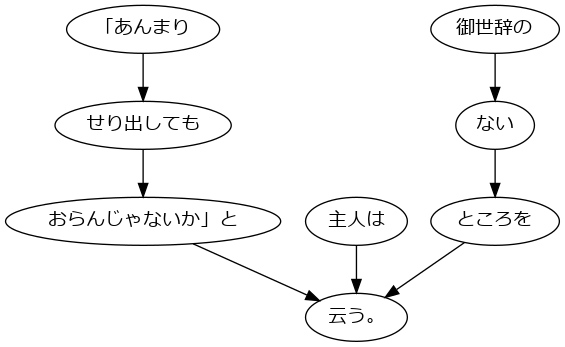 「あんまり
御世辞の
せり出しても
ない
おらんじゃないか」と
主人は
ところを
云う。